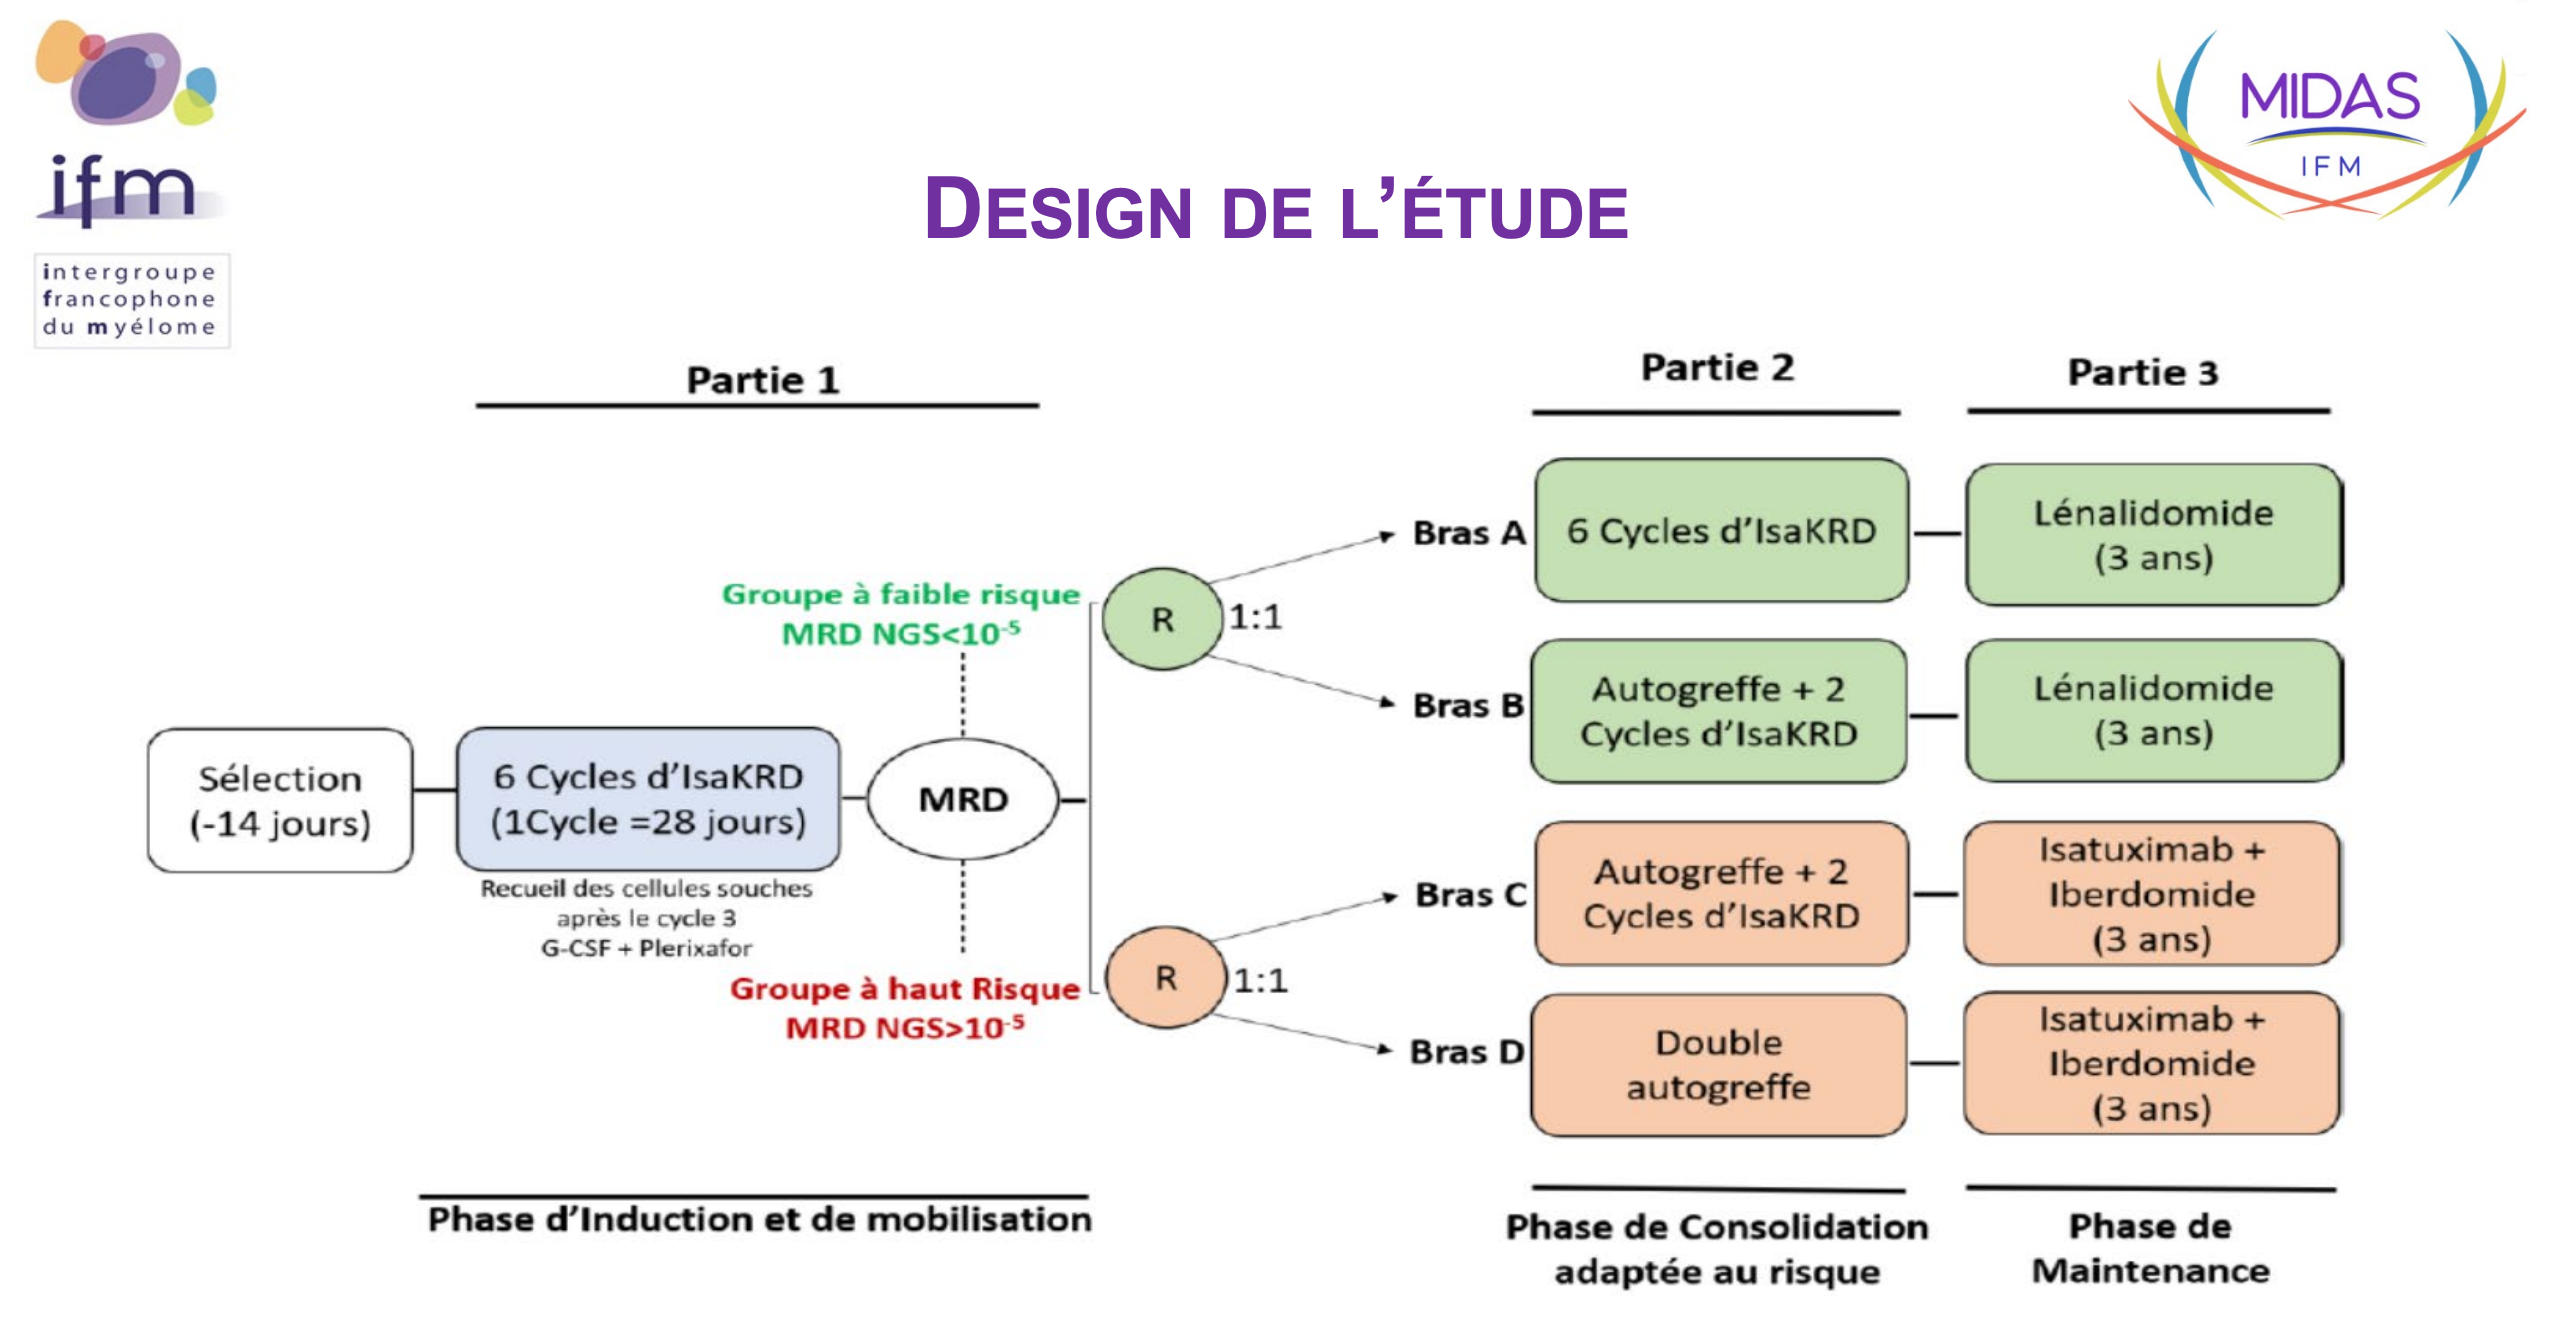 ifm
intergroupe
francophone
du myélome
MIDAS
IFM
DESIGN DE L'ÉTUDE
Partie 1
Partie 2
Partie 3
Sélection
(-14 jours)
6 Cycles d'IsaKRD
(1Cycle =28 jours)
Recueil des cellules souches
après le cycle 3
G-CSF + Plerixafor
Groupe à faible risque
MRD NGS<10⁻⁵
MRD
Groupe à haut Risque
MRD NGS>10⁻⁵
R
1:1
R
1:1
Bras A
6 Cycles d'IsaKRD
Lénalidomide
(3 ans)
Bras B
Autogreffe + 2
Cycles d'IsaKRD
Lénalidomide
(3 ans)
Bras C
Autogreffe + 2
Cycles d'IsaKRD
Isatuximab +
Iberdomide
(3 ans)
Bras D
Double
autogreffe
Isatuximab +
Iberdomide
(3 ans)
Phase d'Induction et de mobilisation
Phase de Consolidation
adaptée au risque
Phase de
Maintenance